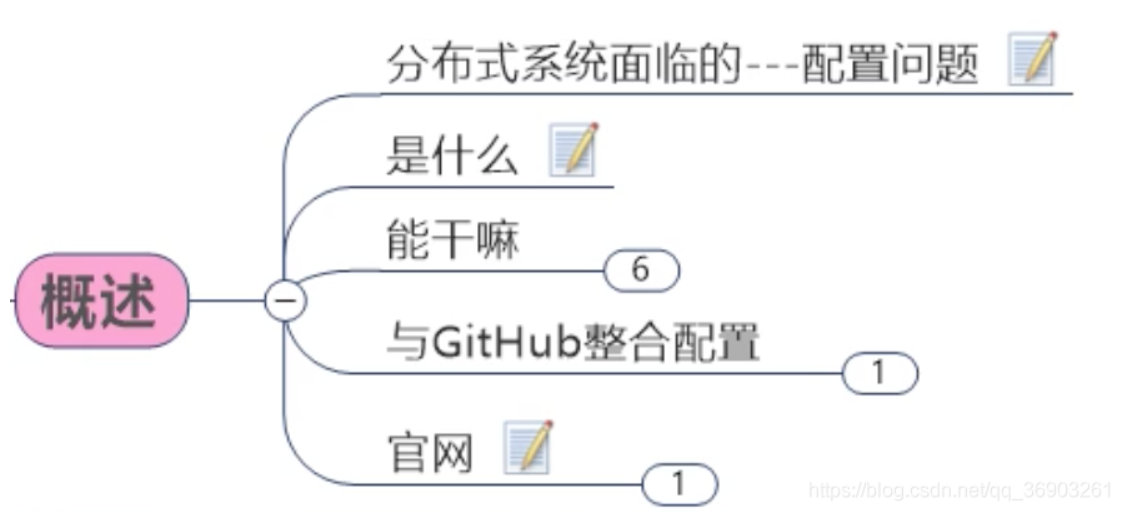 分布式系统面临的---配置问题
是什么
能干嘛
6
概述
与GitHub整合配置
1
官网
1
https://blog.csdn.net/qq_36903261